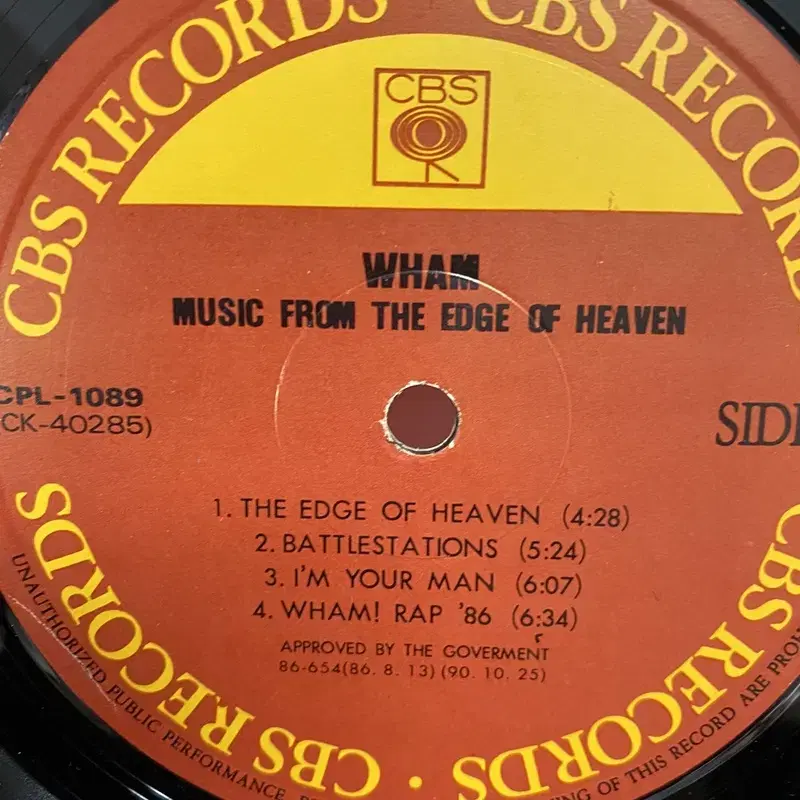 CBS RECORDS CBS RECORDS
CBS
WHAM
MUSIC FROM THE EDGE OF HEAVEN
CPL-1089
CK-40285)
1. THE EDGE OF HEAVEN (4:28)
2. BATTLESTATIONS (5:24)
3. I'M YOUR MAN (6:07)
4. WHAM! RAP '86 (6:34)
APPROVED BY THE GOVERMENT
86-654(86. 8. 13)(90. 10. 25)
CBS RECORDS · CBS RECORDS · CBS RECORDS
UNAUTHORIZED PUBLIC PERFORMANCE,
OF THIS RECORD ARE